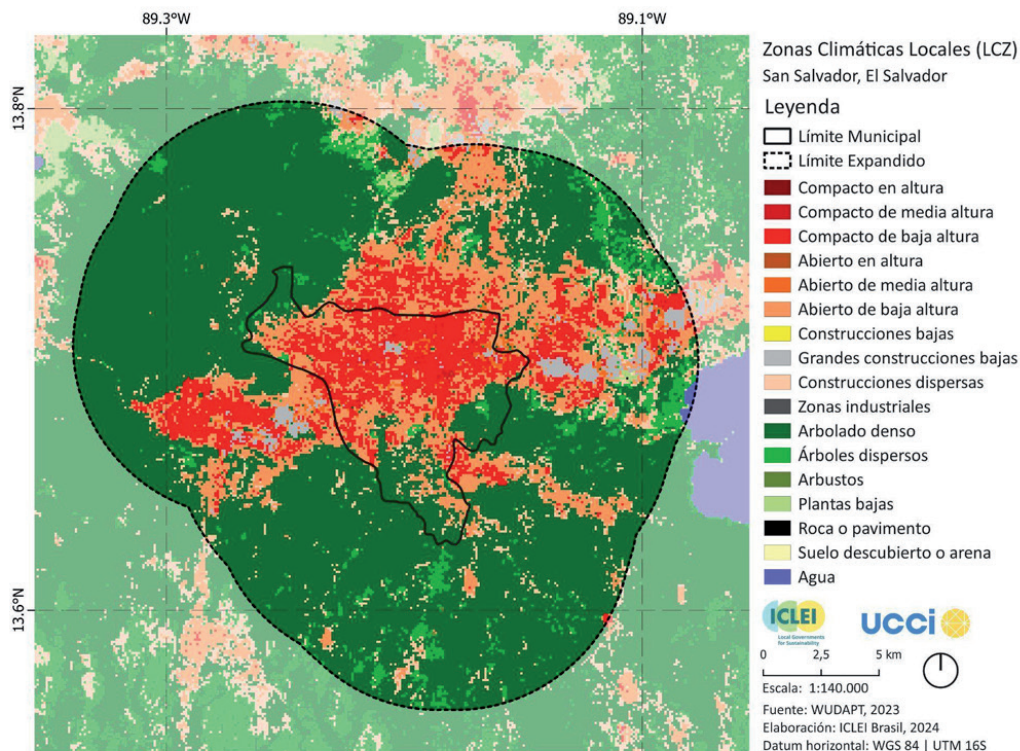 89.3°W
89.1°W
13.8°N
13.6°N
Zonas Climáticas Locales (LCZ)
San Salvador, El Salvador
Leyenda
Límite Municipal
Límite Expandido
Compacto en altura
Compacto de media altura
Compacto de baja altura
Abierto en altura
Abierto de media altura
Abierto de baja altura
Construcciones bajas
Grandes construcciones bajas
Construcciones dispersas
Zonas industriales
Arbolado denso
Árboles dispersos
Arbustos
Plantas bajas
Roca o pavimento
Suelo descubierto o arena
Agua
ICLEI
Local Governments
for Sustainability
ucci
0 2,5 5 km
Escala: 1:140.000
Fuente: WUDAPT, 2023
Elaboración: ICLEI Brasil, 2024
Datum horizontal: WGS 84 | UTM 16S